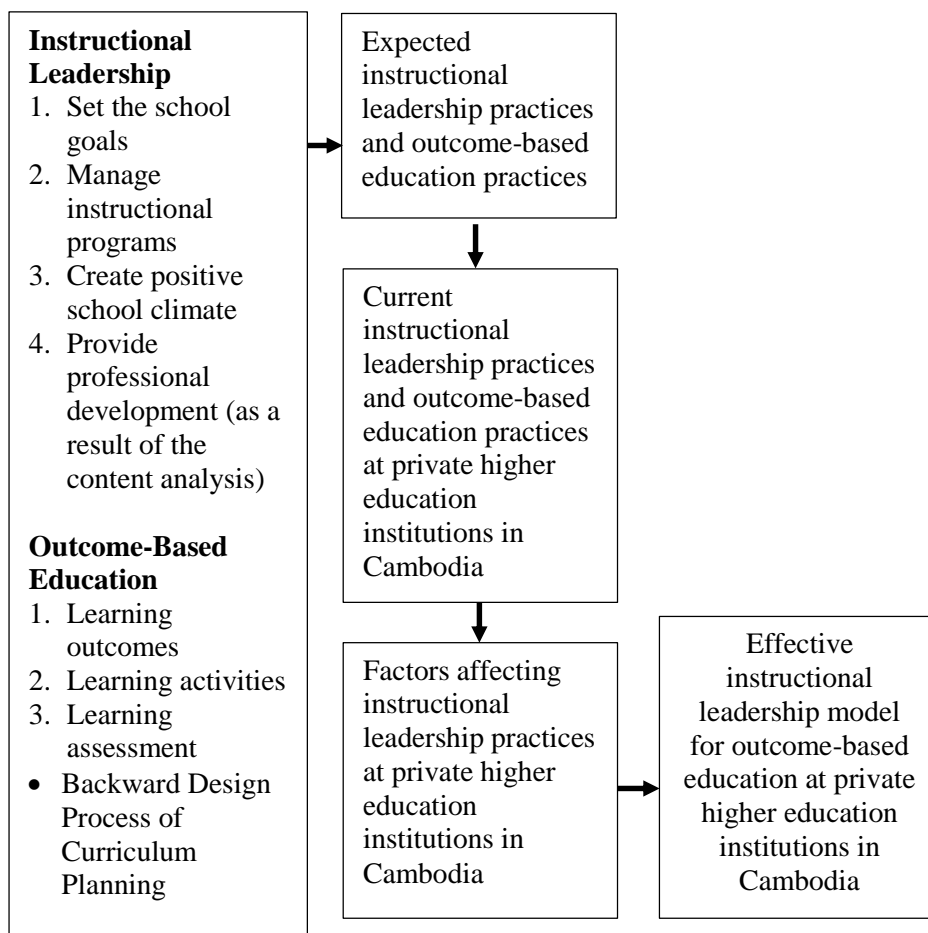 Instructional
Leadership
1. Set the school
goals
2. Manage
instructional
programs
3. Create positive
school climate
4. Provide
professional
development (as a
result of the
content analysis)
Outcome-Based
Education
1. Learning
outcomes
2. Learning activities
3. Learning
assessment
• Backward Design
Process of
Curriculum
Planning
Expected
instructional
leadership practices
and outcome-based
education practices
Current
instructional
leadership practices
and outcome-based
education practices
at private higher
education
institutions in
Cambodia
Factors affecting
instructional
leadership practices
at private higher
education
institutions in
Cambodia
Effective
instructional
leadership model
for outcome-based
education at private
higher education
institutions in
Cambodia